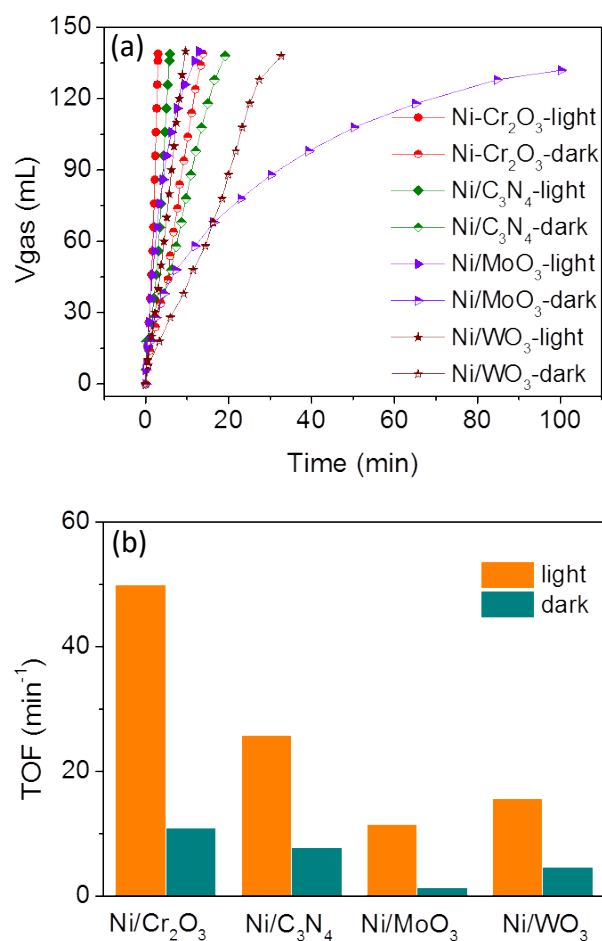 (a)
150
120
90
60
30
0
Vgas (mL)
Ni-Cr₂O₃-light
Ni-Cr₂O₃-dark
Ni/C₃N₄-light
Ni/C₃N₄-dark
Ni/MoO₃-light
Ni/MoO₃-dark
Ni/WO₃-light
Ni/WO₃-dark
0 20 40 60 80 100
Time (min)
(b)
60
40
20
0
TOF (min⁻¹)
light
dark
Ni/Cr₂O₃ Ni/C₃N₄ Ni/MoO₃ Ni/WO₃